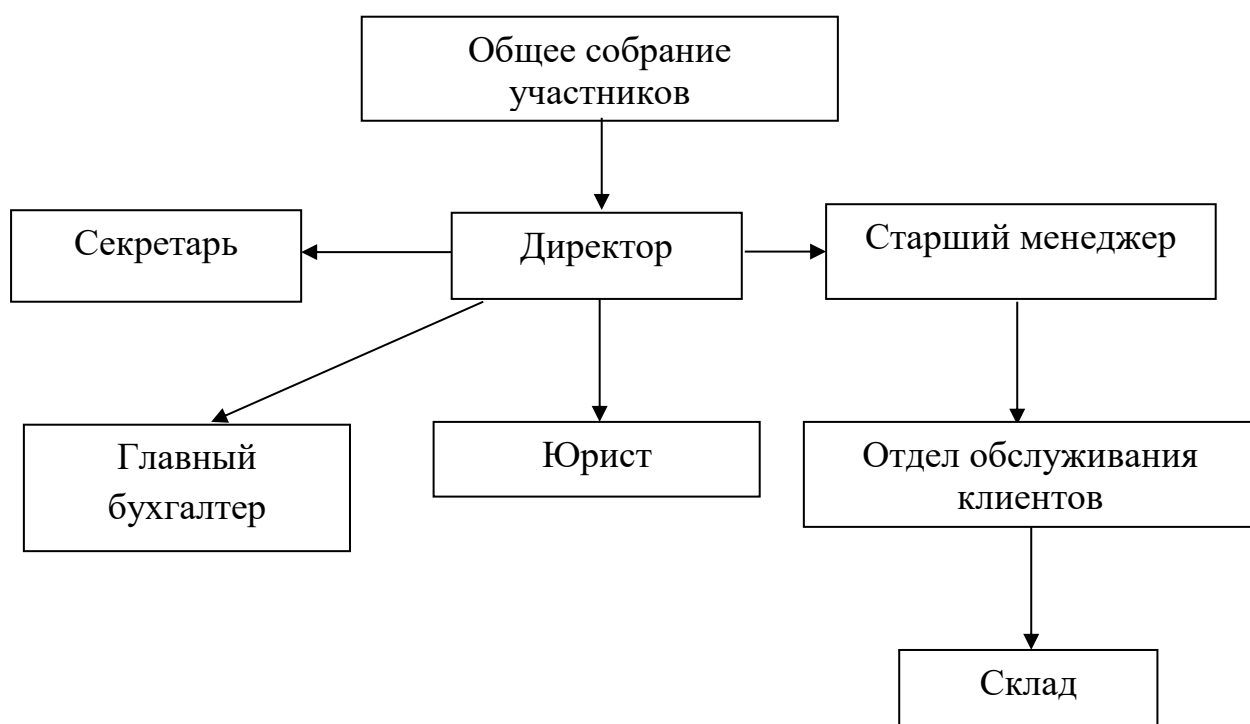 Общее собрание
участников
Секретарь
Директор
Старший менеджер
Главный
бухгалтер
Юрист
Отдел обслуживания
клиентов
Склад